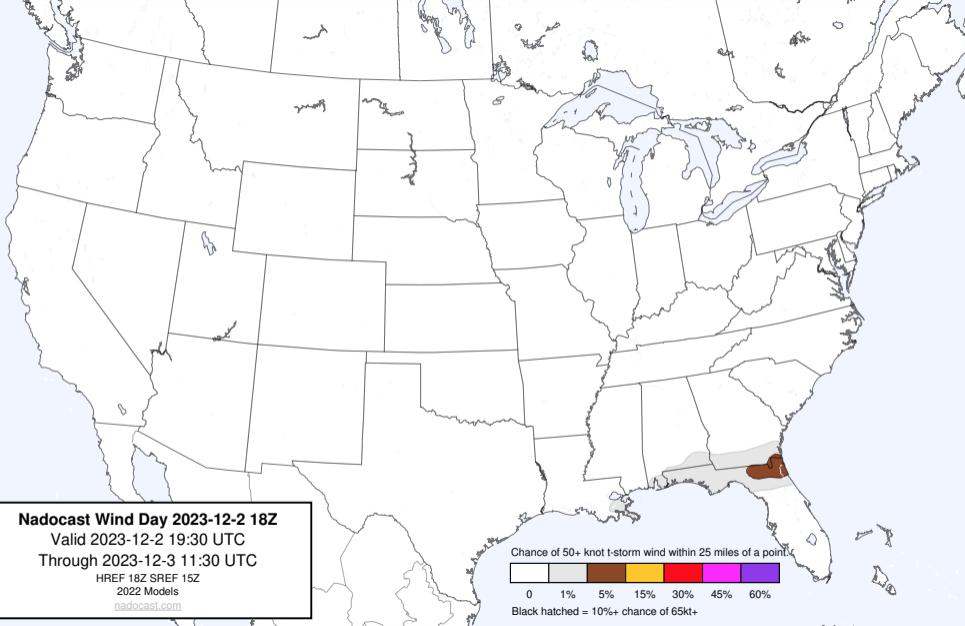 Nadocast Wind Day 2023-12-2 18Z
Valid 2023-12-2 19:30 UTC
Through 2023-12-3 11:30 UTC
HREF 18Z SREF 15Z
2022 Models
nadocast.com
Chance of 50+ knot t-storm wind within 25 miles of a point.
0 1% 5% 15% 30% 45% 60%
Black hatched = 10%+ chance of 65kt+